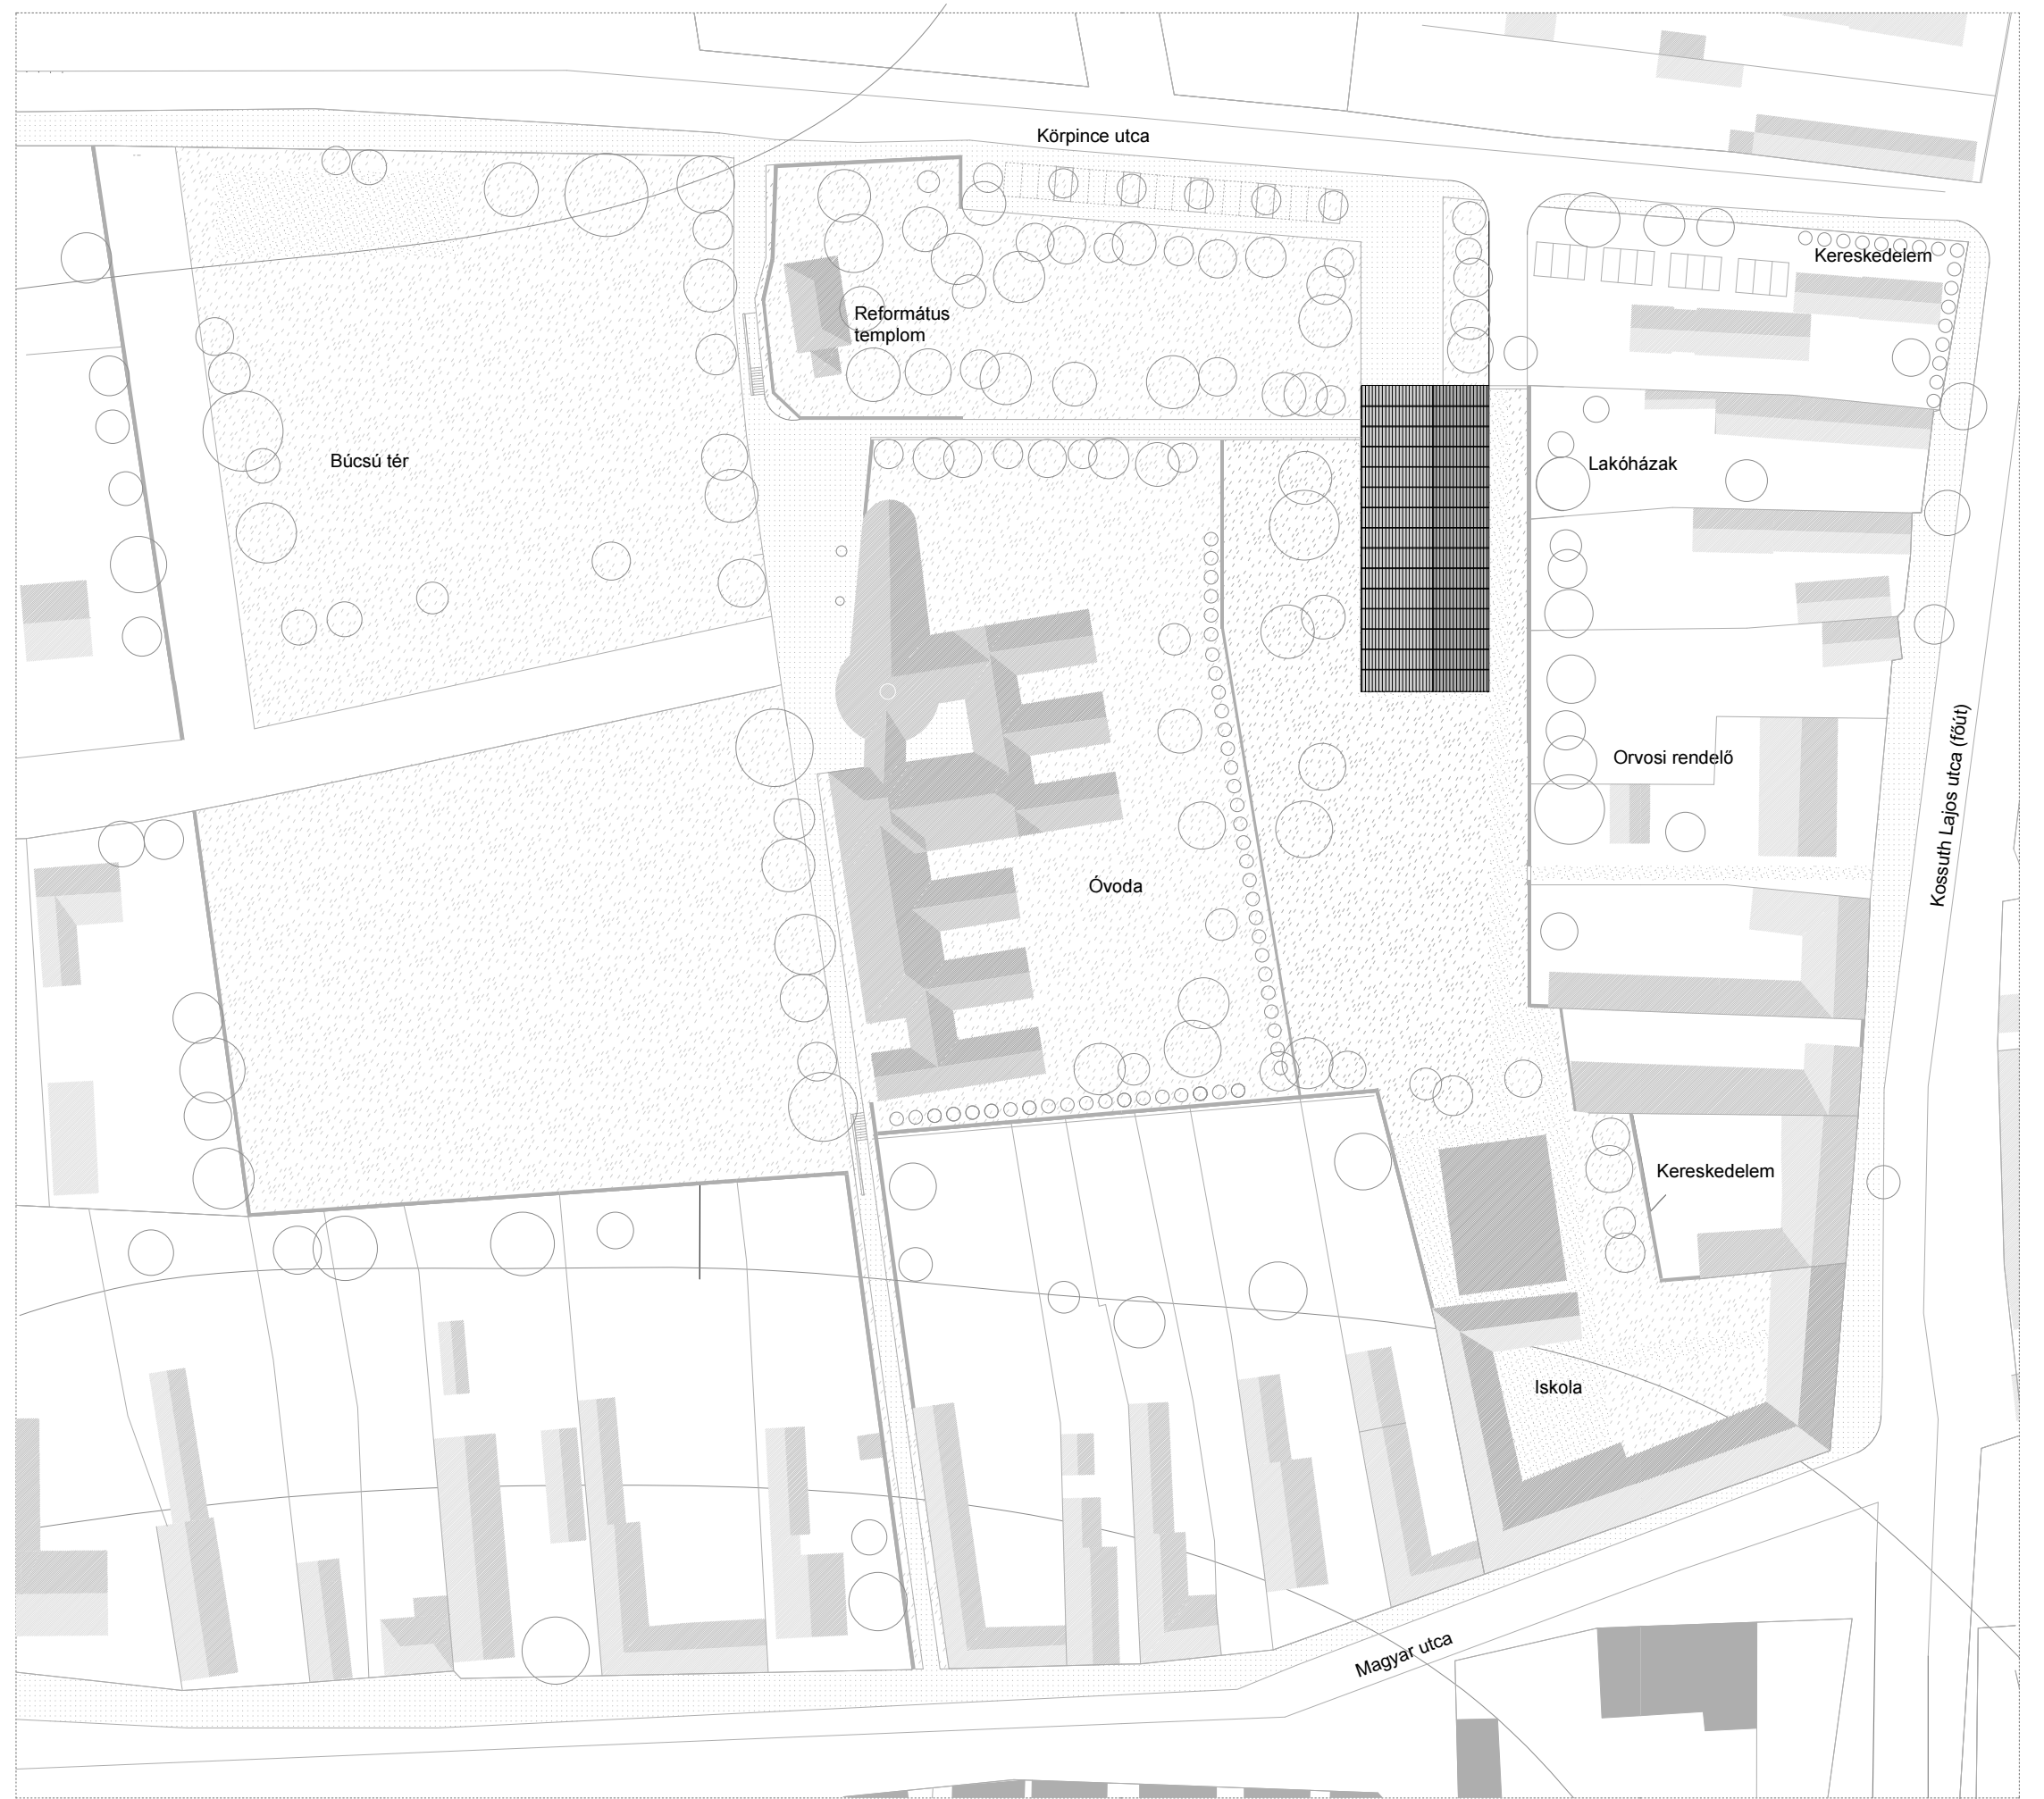 Körpince utca
Kereskedelem
Református
templom
Búcsú tér
Lakóházak
Orvosi rendelő
Kossuth Lajos utca (főút)
Óvoda
Kereskedelem
Iskola
Magyar utca